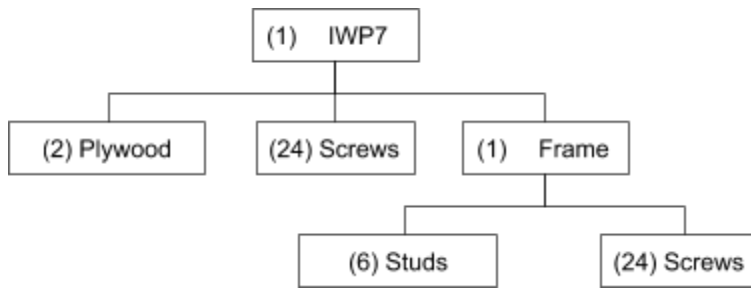 (1) IWP7
(2) Plywood
(24) Screws
(1) Frame
(6) Studs
(24) Screws